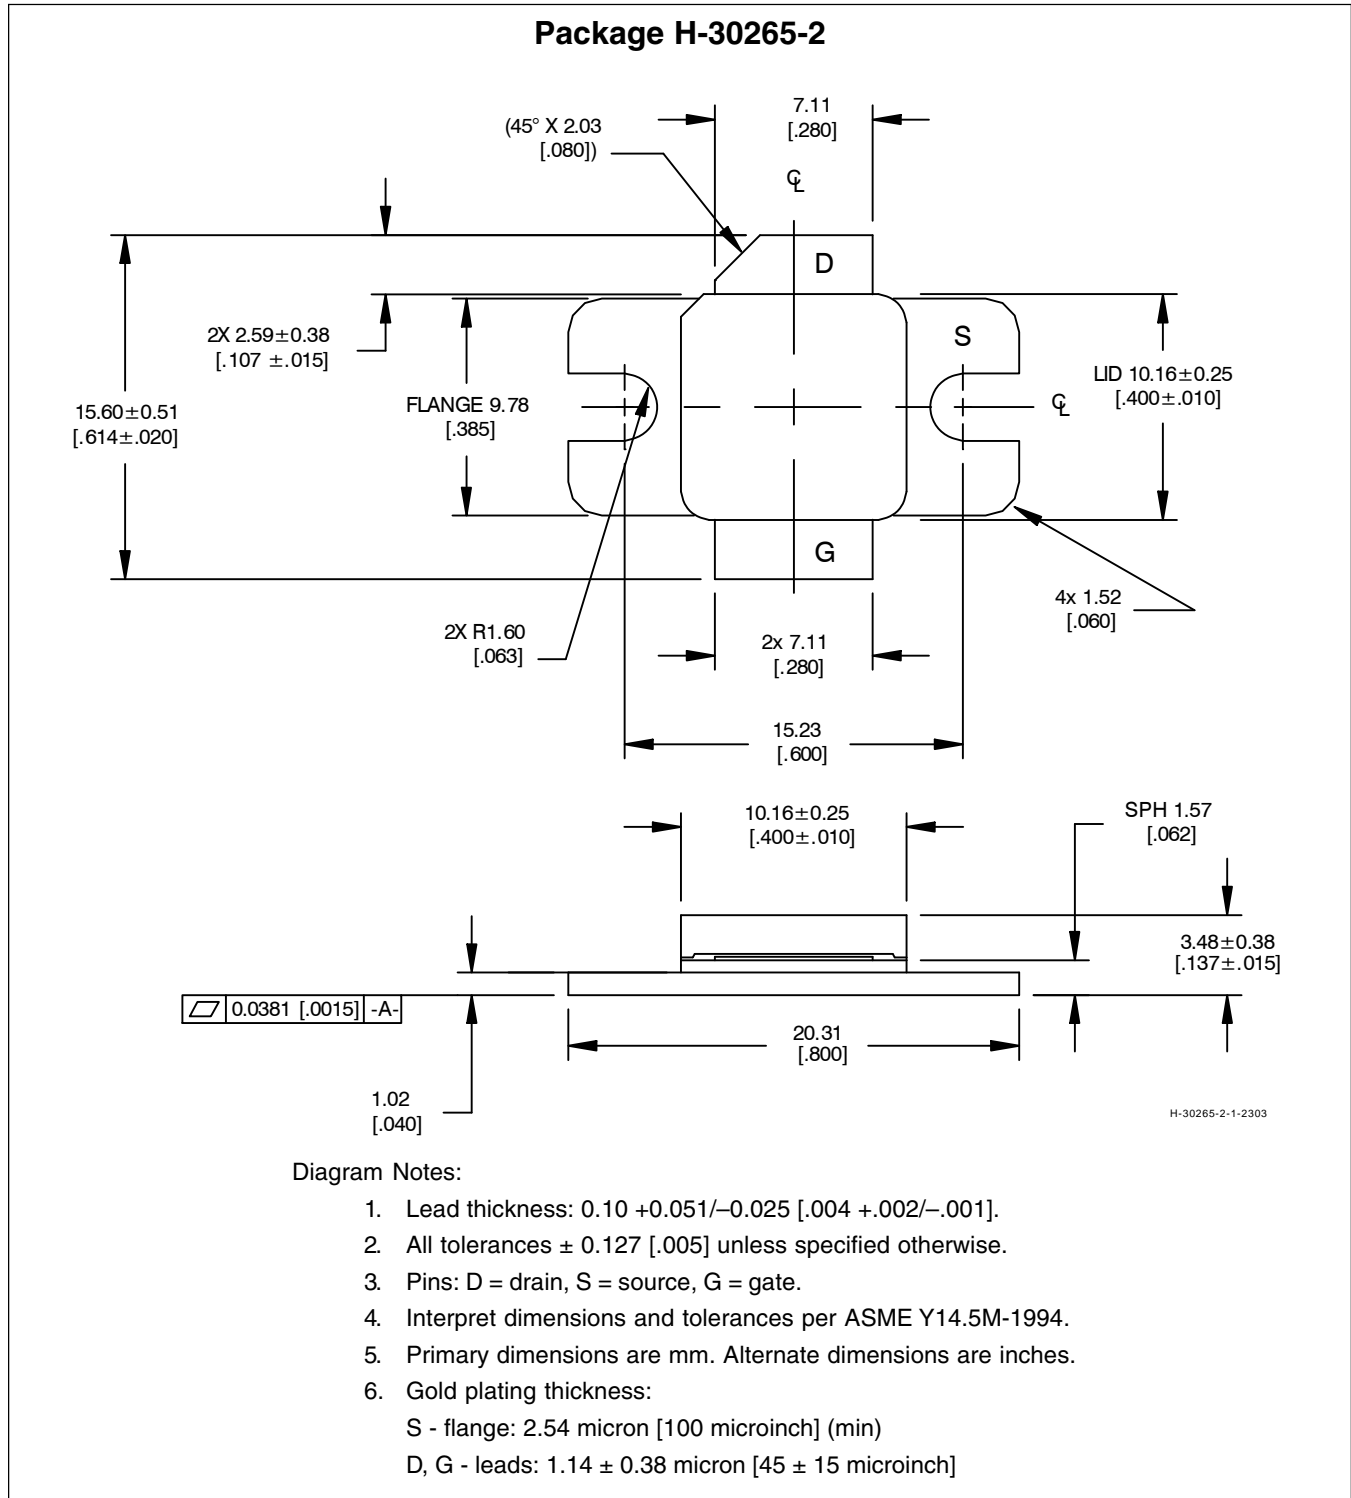 Package H-30265-2
7.11
[.280]
(45° X 2.03
[.080])
℄
D
2X 2.59±0.38
[.107 ±.015]
S
LID 10.16±0.25
[.400±.010]
FLANGE 9.78
[.385]
℄
15.60±0.51
[.614±.020]
G
4x 1.52
[.060]
2X R1.60
[.063]
2x 7.11
[.280]
15.23
[.600]
10.16±0.25
[.400±.010]
SPH 1.57
[.062]
3.48±0.38
[.137±.015]
⏥ 0.0381 [.0015] -A-
20.31
[.800]
1.02
[.040]
H-30265-2-1-2303
Diagram Notes:
1. Lead thickness: 0.10 +0.051/–0.025 [.004 +.002/–.001].
2. All tolerances ± 0.127 [.005] unless specified otherwise.
3. Pins: D = drain, S = source, G = gate.
4. Interpret dimensions and tolerances per ASME Y14.5M-1994.
5. Primary dimensions are mm. Alternate dimensions are inches.
6. Gold plating thickness:
S - flange: 2.54 micron [100 microinch] (min)
D, G - leads: 1.14 ± 0.38 micron [45 ± 15 microinch]